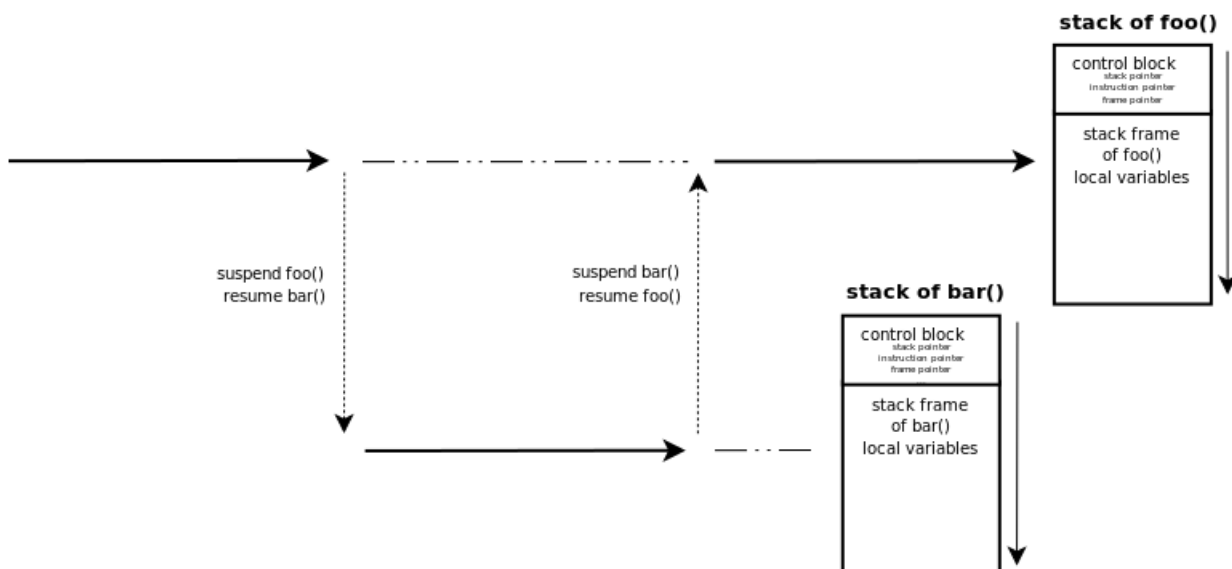 stack of foo()
control block
stack pointer
instruction pointer
frame pointer
stack frame
of foo()
local variables
suspend foo()
resume bar()
suspend bar()
resume foo()
stack of bar()
control block
stack pointer
instruction pointer
frame pointer
stack frame
of bar()
local variables